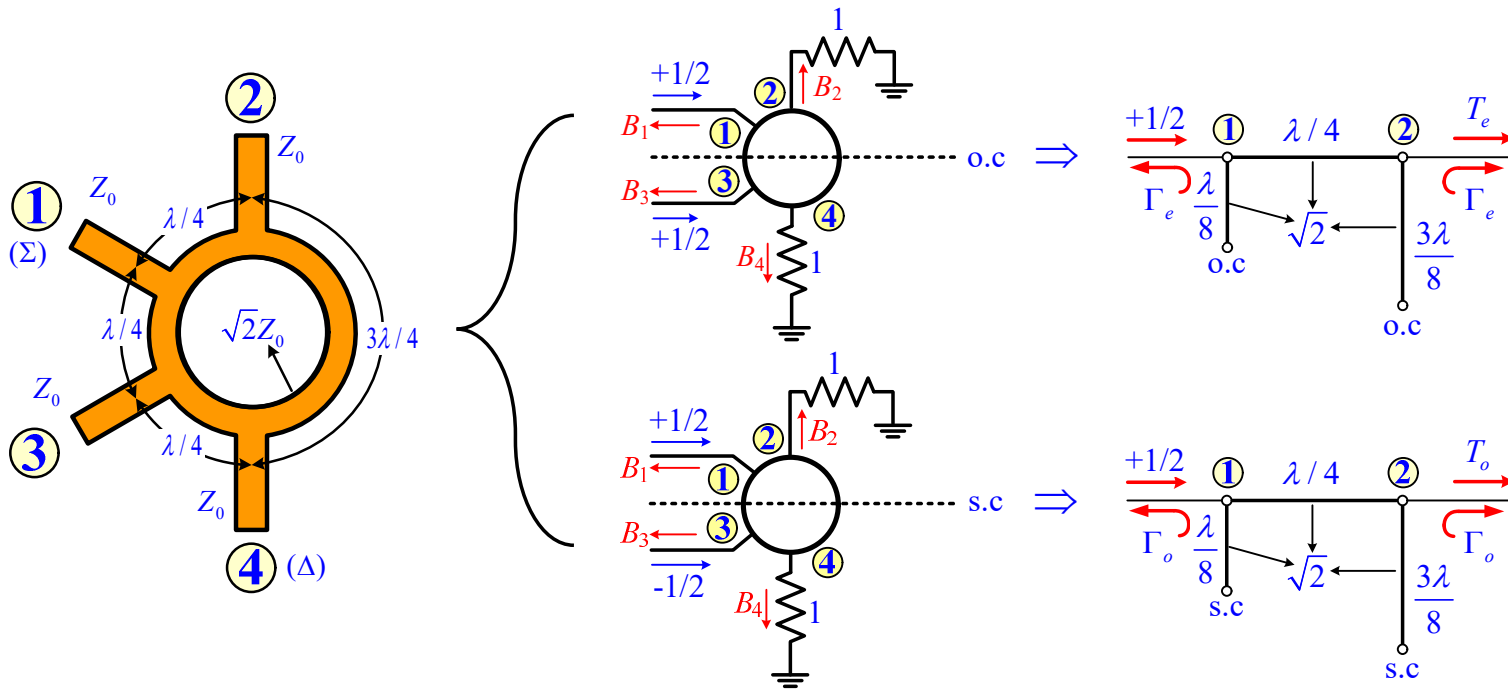 2
Z₀
1
Z₀
(Σ)
λ/4
λ/4
3λ/4
√2Z₀
Z₀
3
λ/4
Z₀
4
(Δ)
1
+1/2
2
B₂
B₁
1
o.c
⇒
3
B₃
4
+1/2
B₄
1
1
+1/2
2
B₂
B₁
1
s.c
⇒
3
B₃
4
-1/2
B₄
1
+1/2
1
λ/4
2
Tₑ
Γₑ
λ/8
√2
3λ/8
Γₑ
o.c
o.c
+1/2
1
λ/4
2
Tₒ
Γₒ
λ/8
√2
3λ/8
Γₒ
s.c
s.c